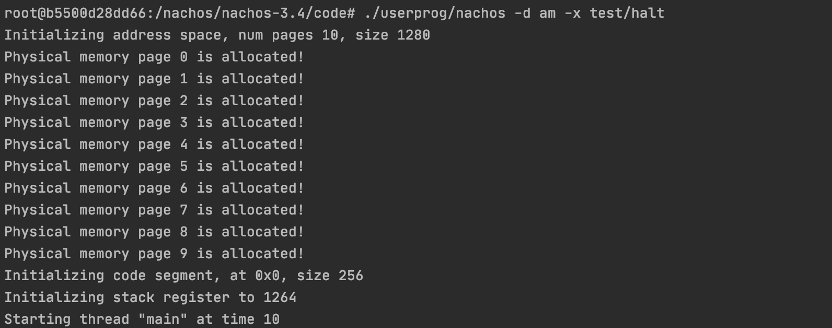 root@b5500d28dd66:/nachos/nachos-3.4/code# ./userprog/nachos -d am -x test/halt
Initializing address space, num pages 10, size 1280
Physical memory page 0 is allocated!
Physical memory page 1 is allocated!
Physical memory page 2 is allocated!
Physical memory page 3 is allocated!
Physical memory page 4 is allocated!
Physical memory page 5 is allocated!
Physical memory page 6 is allocated!
Physical memory page 7 is allocated!
Physical memory page 8 is allocated!
Physical memory page 9 is allocated!
Initializing code segment, at 0x0, size 256
Initializing stack register to 1264
Starting thread "main" at time 10